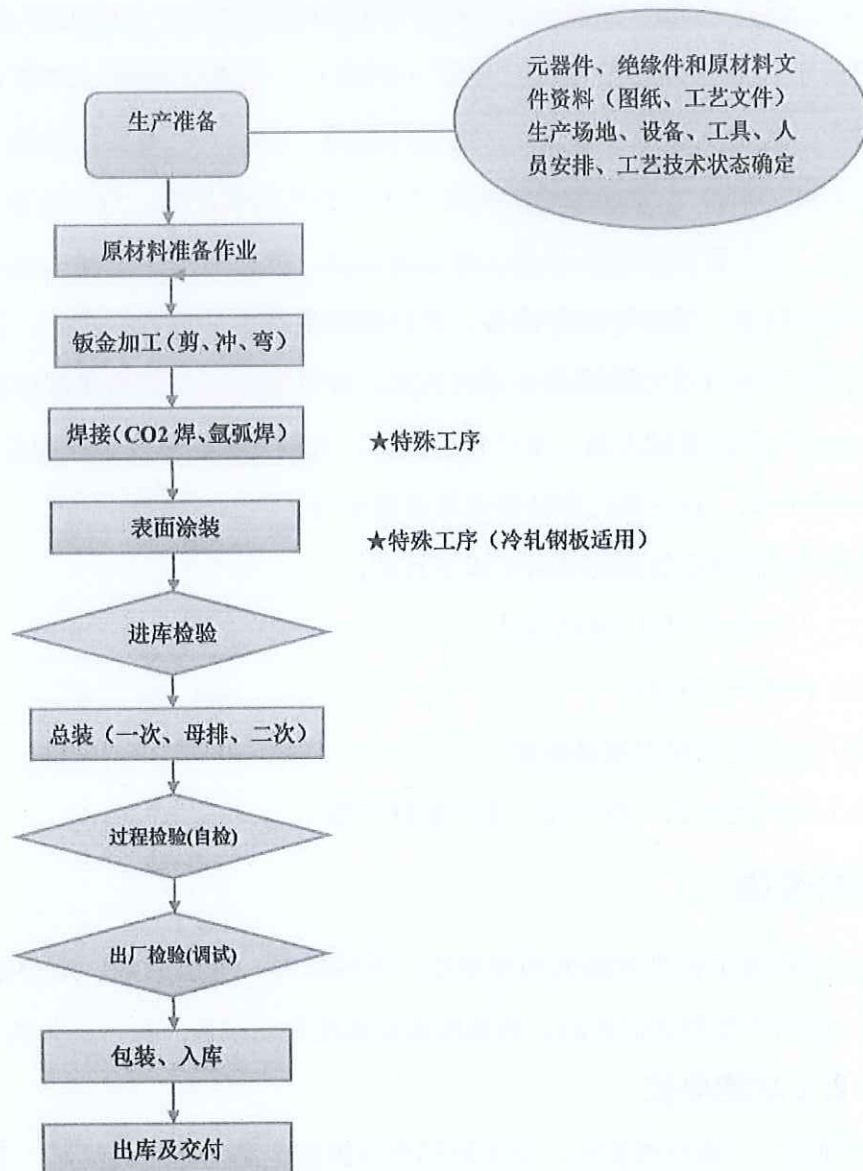 元器件、绝缘件和原材料文
件资料（图纸、工艺文件）
生产场地、设备、工具、人
员安排、工艺技术状态确定
生产准备
原材料准备作业
钣金加工（剪、冲、弯）
焊接（CO2 焊、氩弧焊）
★特殊工序
表面涂装
★特殊工序（冷轧钢板适用）
进库检验
总装（一次、母排、二次）
过程检验(自检)
出厂检验(调试)
包装、入库
出库及交付